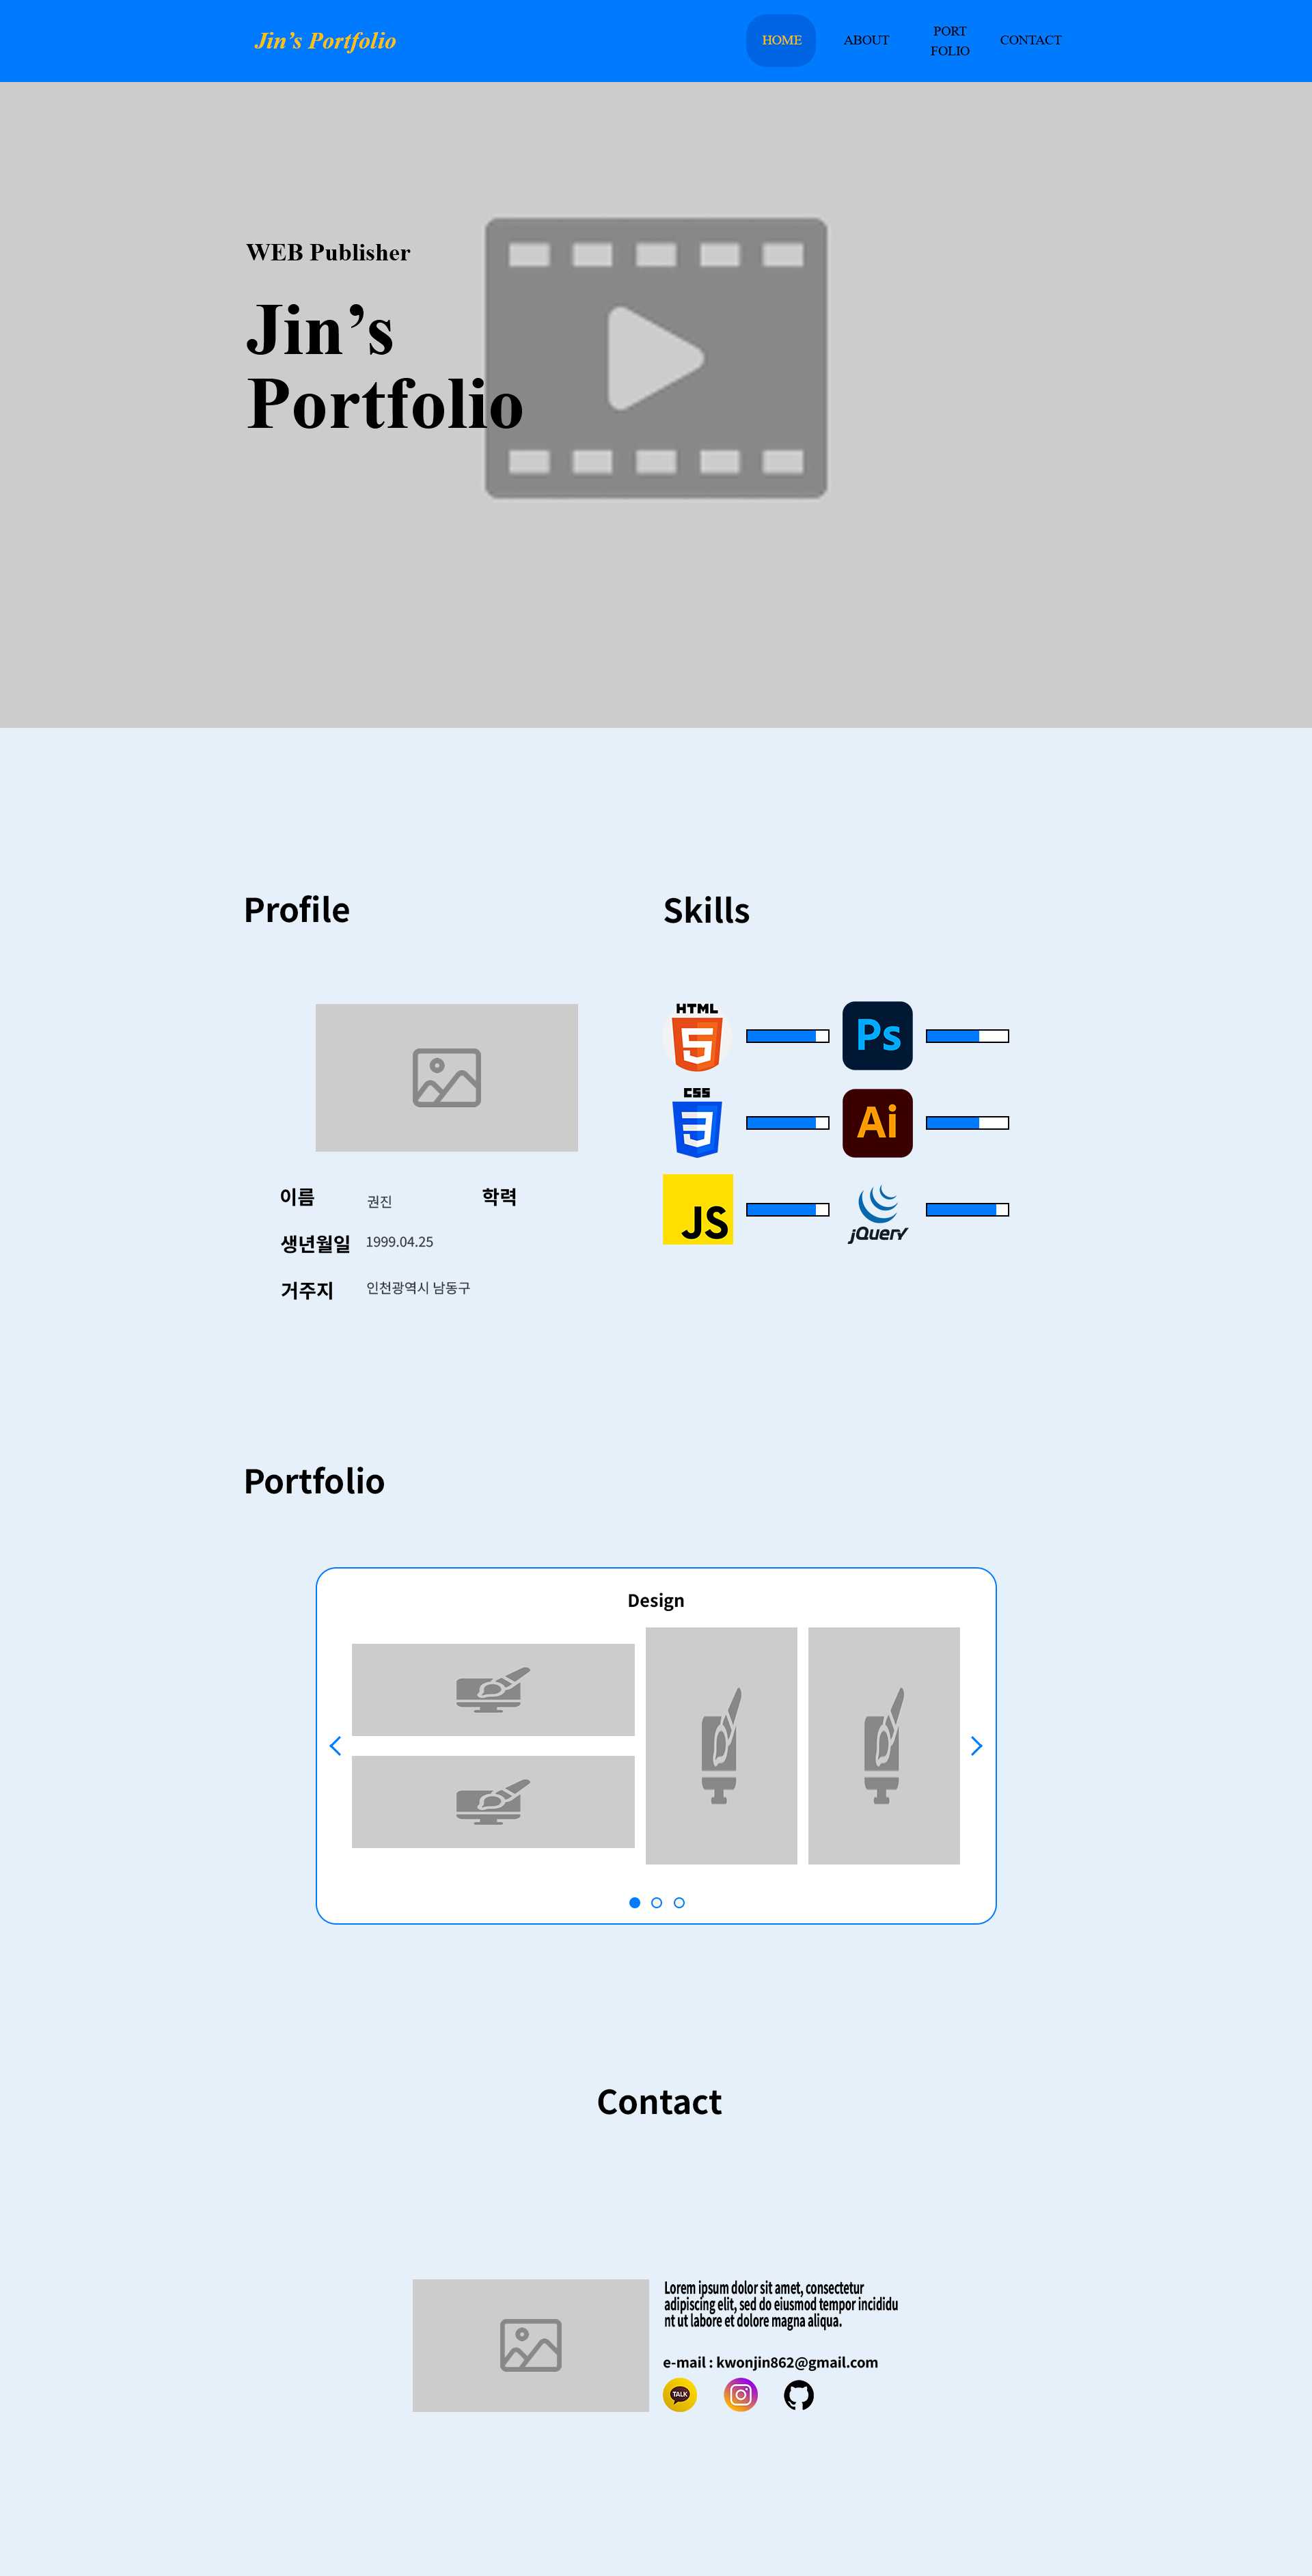 Jin’s Portfolio
HOME
ABOUT
PORT
FOLIO
CONTACT
WEB Publisher
Jin’s
Portfolio
Profile
이름
권진
학력
생년월일
1999.04.25
거주지
인천광역시 남동구
Skills
HTML
5
Ps
CSS
3
Ai
JS
jQuery
Portfolio
Design
Contact
Lorem ipsum dolor sit amet, consectetur
adipiscing elit, sed do eiusmod tempor incididu
nt ut labore et dolore magna aliqua.
e-mail : kwonjin862@gmail.com
TALK